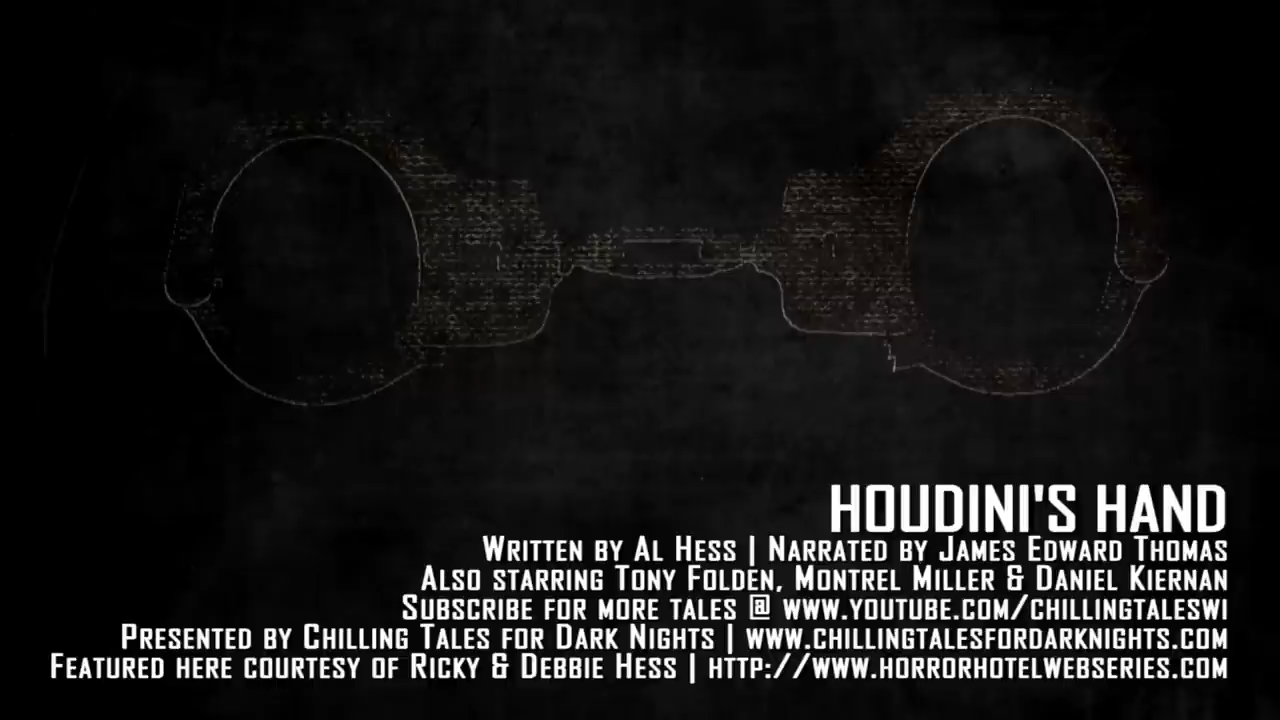 HOUDINI'S HAND
WRITTEN BY AL HESS | NARRATED BY JAMES EDWARD THOMAS
ALSO STARRING TONY FOLDEN, MONTREL MILLER & DANIEL KIERNAN
SUBSCRIBE FOR MORE TALES @ WWW.YOUTUBE.COM/CHILLINGTALESWI
PRESENTED BY CHILLING TALES FOR DARK NIGHTS | WWW.CHILLINGTALESFORDARKNIGHTS.COM
FEATURED HERE COURTESY OF RICKY & DEBBIE HESS | HTTP://WWW.HORRORHOTELWEBSERIES.COM